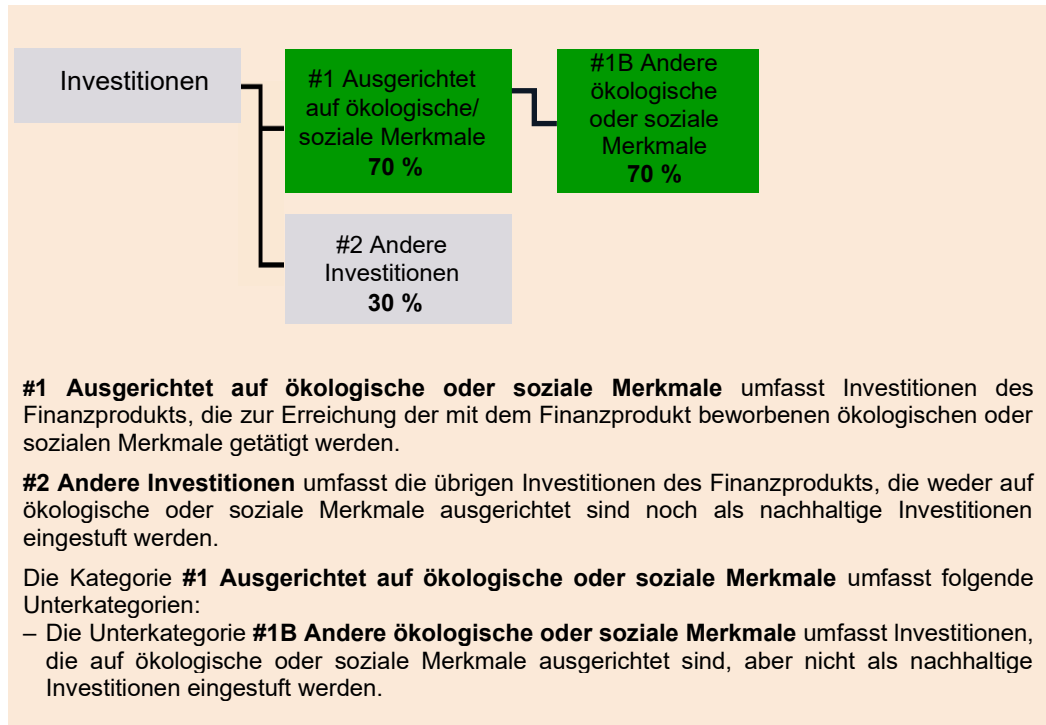 Investitionen
#1 Ausgerichtet
auf ökologische/
soziale Merkmale
70 %
#1B Andere
ökologische
oder soziale
Merkmale
70 %
#2 Andere
Investitionen
30 %
#1 Ausgerichtet auf ökologische oder soziale Merkmale umfasst Investitionen des
Finanzprodukts, die zur Erreichung der mit dem Finanzprodukt beworbenen ökologischen oder
sozialen Merkmale getätigt werden.
#2 Andere Investitionen umfasst die übrigen Investitionen des Finanzprodukts, die weder auf
ökologische oder soziale Merkmale ausgerichtet sind noch als nachhaltige Investitionen
eingestuft werden.
Die Kategorie #1 Ausgerichtet auf ökologische oder soziale Merkmale umfasst folgende
Unterkategorien:
– Die Unterkategorie #1B Andere ökologische oder soziale Merkmale umfasst Investitionen,
die auf ökologische oder soziale Merkmale ausgerichtet sind, aber nicht als nachhaltige
Investitionen eingestuft werden.